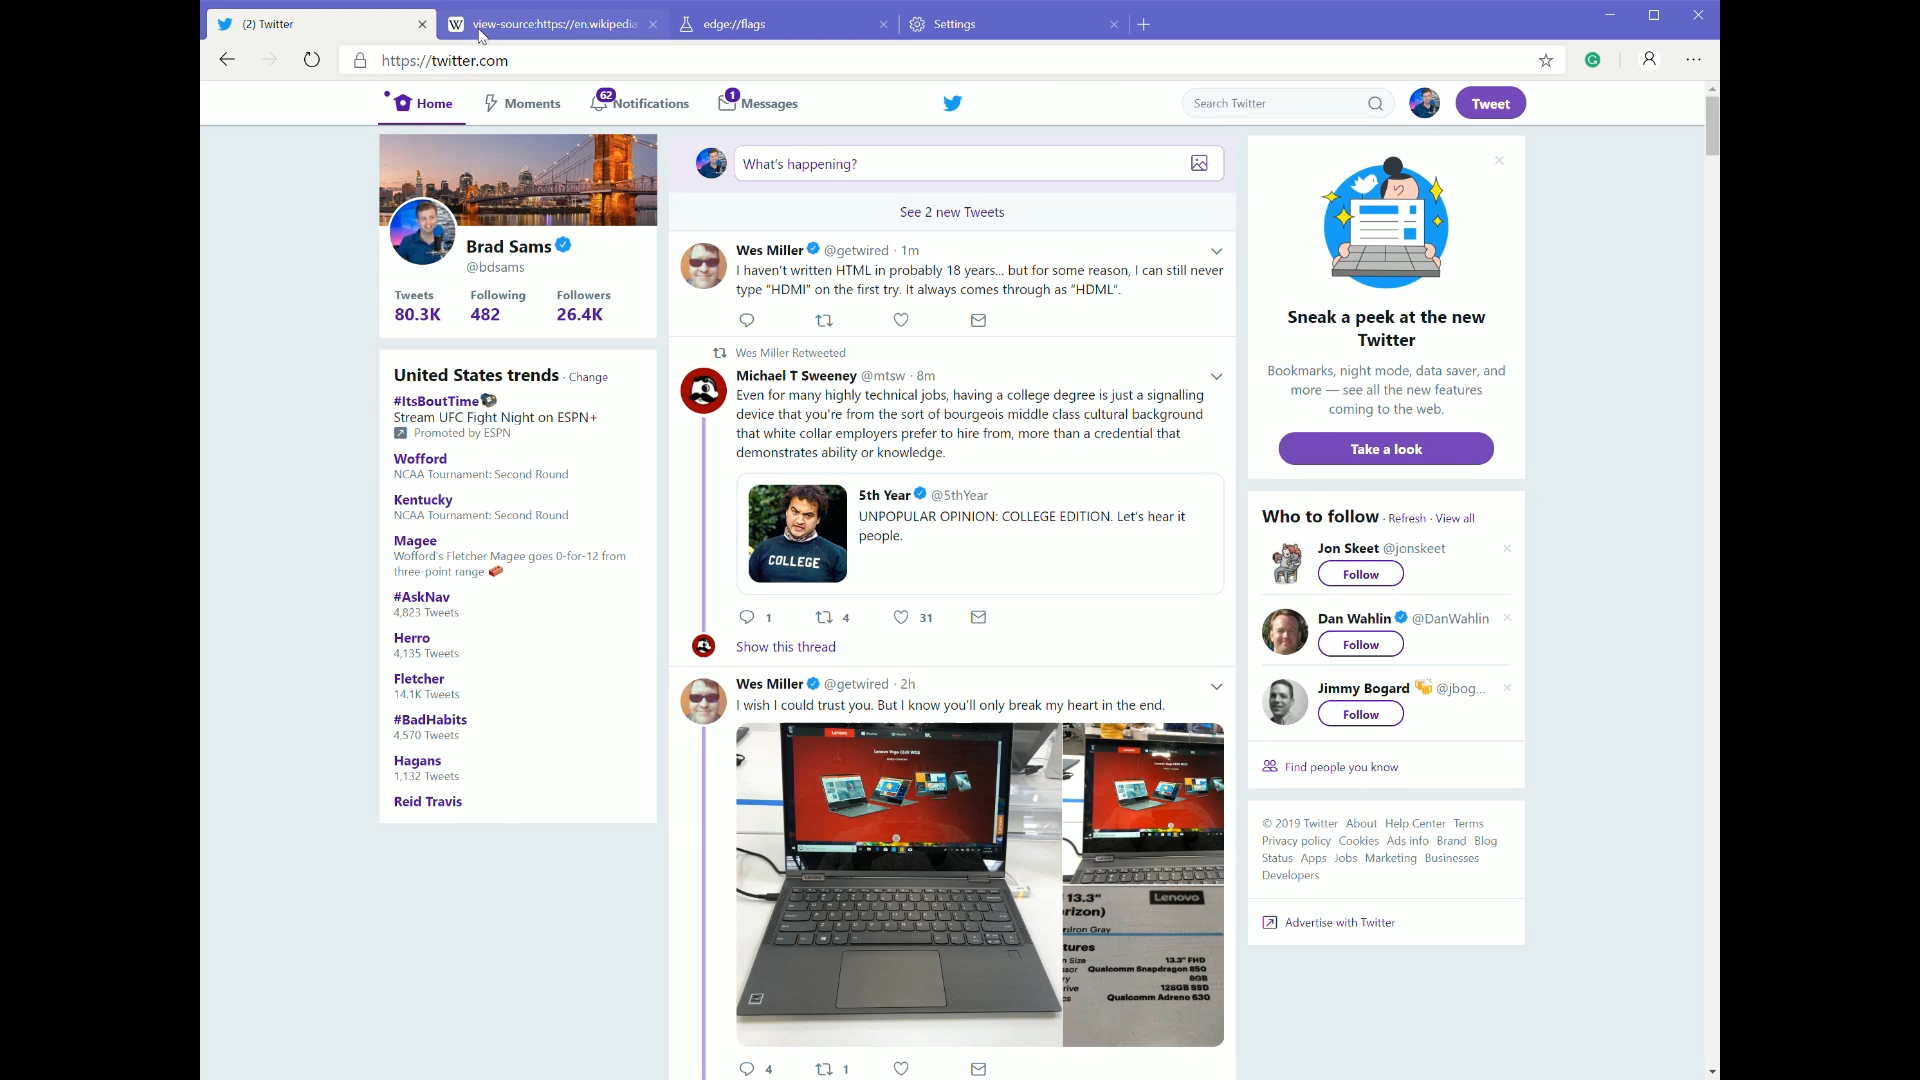 (2) Twitter
view-source:https://en.wikipedia
edge://flags
Settings
https://twitter.com
Home
Moments
62
Notifications
1
Messages
Search Twitter
Tweet
Brad Sams
@bdsams
Tweets Following Followers
80.3K 482 26.4K
United States trends · Change
#ItsBoutTime
Stream UFC Fight Night on ESPN+
Promoted by ESPN
Wofford
NCAA Tournament: Second Round
Kentucky
NCAA Tournament: Second Round
Magee
Wofford's Fletcher Magee goes 0-for-12 from
three-point range
#AskNav
4,823 Tweets
Herro
4,135 Tweets
Fletcher
14.1K Tweets
#BadHabits
4,570 Tweets
Hagans
1,132 Tweets
Reid Travis
What's happening?
See 2 new Tweets
Wes Miller @getwired · 1m
I haven't written HTML in probably 18 years... but for some reason, I can still never
type "HDMI" on the first try. It always comes through as "HDML".
Wes Miller Retweeted
Michael T Sweeney @mtsw · 8m
Even for many highly technical jobs, having a college degree is just a signalling
device that you're from the sort of bourgeois middle class cultural background
that white collar employers prefer to hire from, more than a credential that
demonstrates ability or knowledge.
COLLEGE
5th Year @5thYear
UNPOPULAR OPINION: COLLEGE EDITION. Let's hear it
people.
1 4 31
Show this thread
Wes Miller @getwired · 2h
I wish I could trust you. But I know you'll only break my heart in the end.
Lenovo
Lenovo Yoga C630 WOS
13.3"
Lenovo
rizon)
Iron Gray
tures
Size 13.3" FHD
Qualcomm Snapdragon 850
8GB
128GB SSD
Qualcomm Adreno 630
4 1
Sneak a peek at the new
Twitter
Bookmarks, night mode, data saver, and
more — see all the new features
coming to the web.
Take a look
Who to follow · Refresh · View all
Jon Skeet @jonskeet
Follow
Dan Wahlin @DanWahlin
Follow
Jimmy Bogard @jbog...
Follow
Find people you know
© 2019 Twitter About Help Center Terms
Privacy policy Cookies Ads info Brand Blog
Status Apps Jobs Marketing Businesses
Developers
Advertise with Twitter